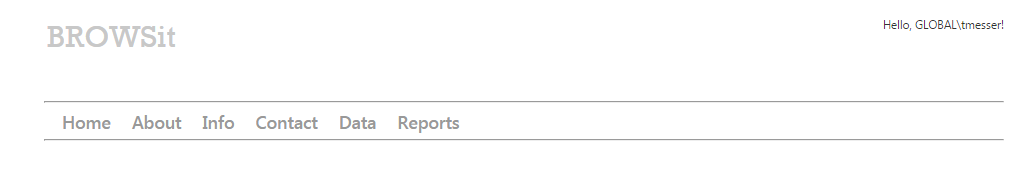 BROWSit
Hello, GLOBAL\tmesser!
Home About Info Contact Data Reports